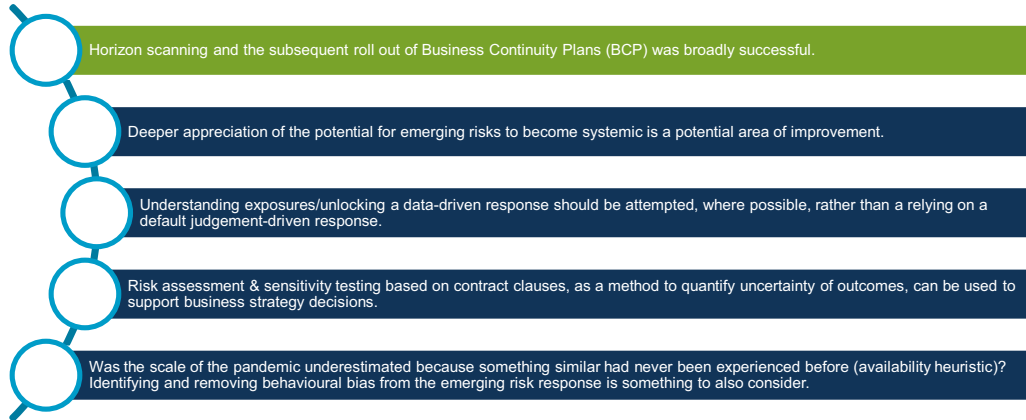 Horizon scanning and the subsequent roll out of Business Continuity Plans (BCP) was broadly successful.
Deeper appreciation of the potential for emerging risks to become systemic is a potential area of improvement.
Understanding exposures/unlocking a data-driven response should be attempted, where possible, rather than a relying on a
default judgement-driven response.
Risk assessment & sensitivity testing based on contract clauses, as a method to quantify uncertainty of outcomes, can be used to
support business strategy decisions.
Was the scale of the pandemic underestimated because something similar had never been experienced before (availability heuristic)?
Identifying and removing behavioural bias from the emerging risk response is something to also consider.